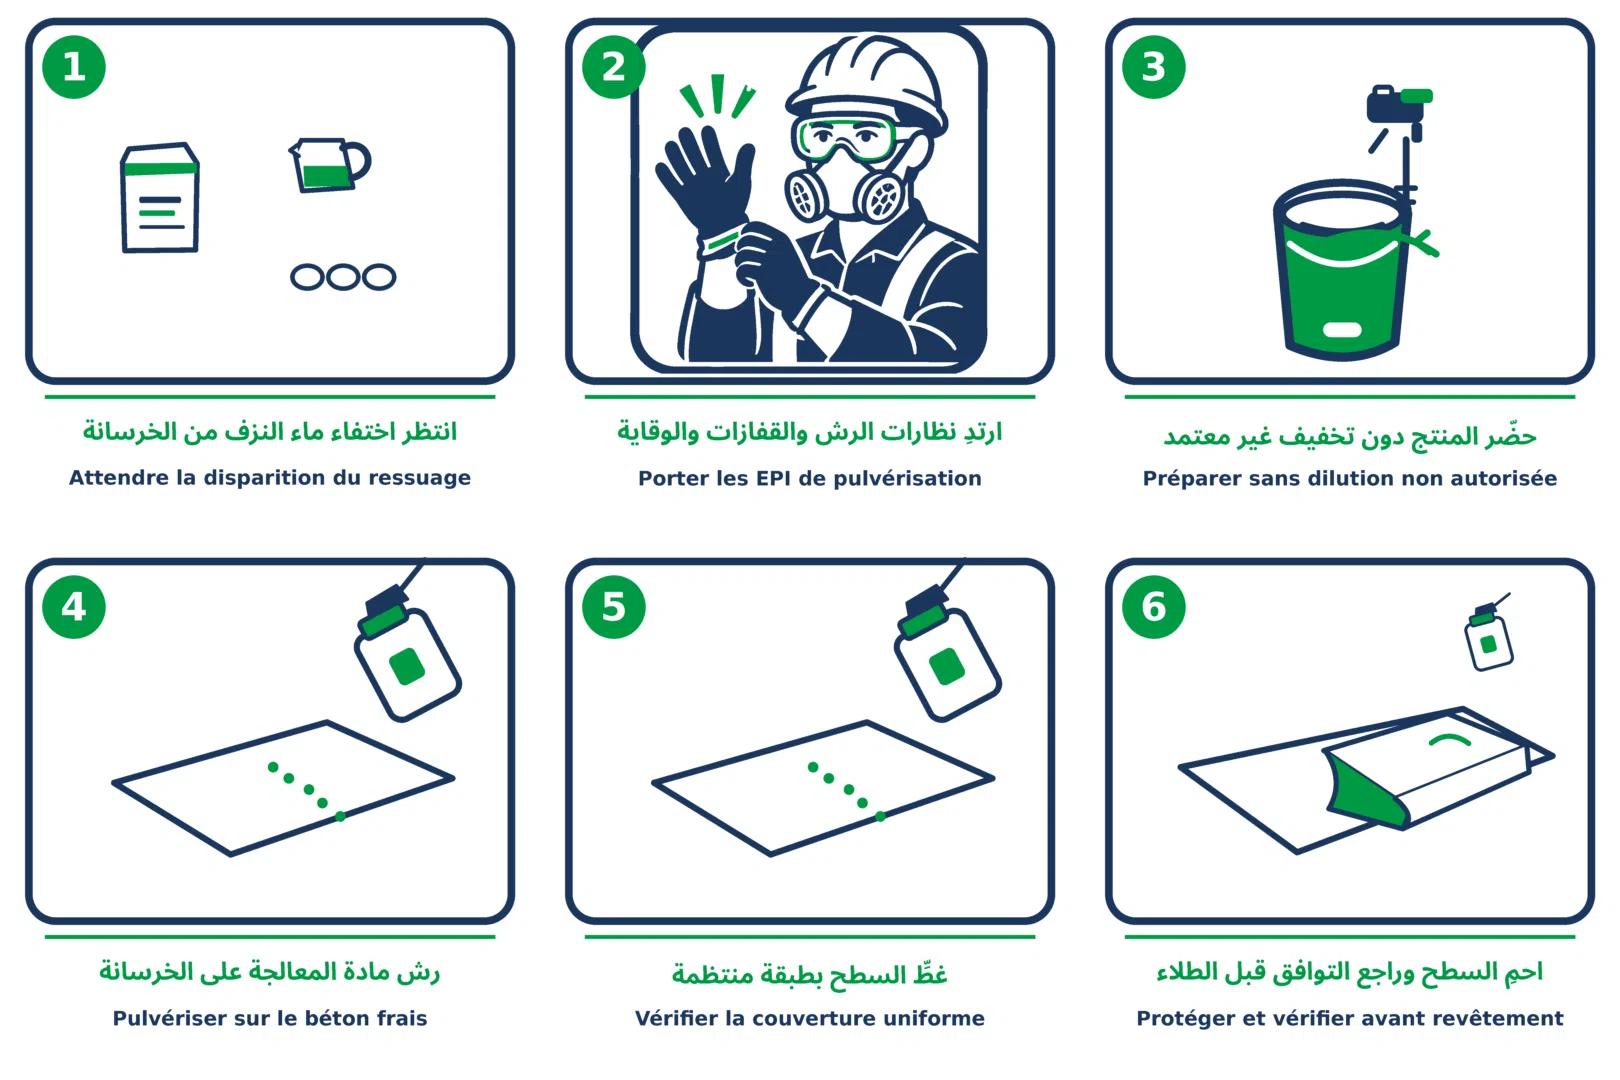 1
انتظر اختفاء ماء النزف من الخرسانة
Attendre la disparition du ressuage
2
ارتدِ نظارات الرش والقفازات والوقاية
Porter les EPI de pulvérisation
3
حضّر المنتج دون تخفيف غير معتمد
Préparer sans dilution non autorisée
4
رش مادة المعالجة على الخرسانة
Pulvériser sur le béton frais
5
غطِّ السطح بطبقة منتظمة
Vérifier la couverture uniforme
6
احمِ السطح وراجع التوافق قبل الطلاء
Protéger et vérifier avant revêtement